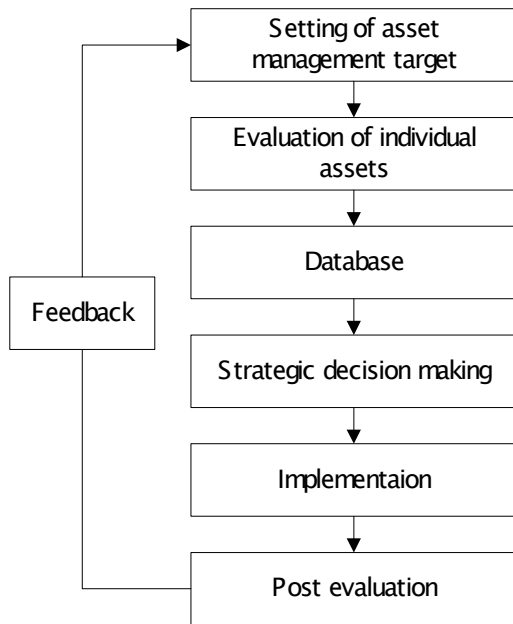 Setting of asset
management target
Evaluation of individual
assets
Database
Feedback
Strategic decision making
Implementaion
Post evaluation